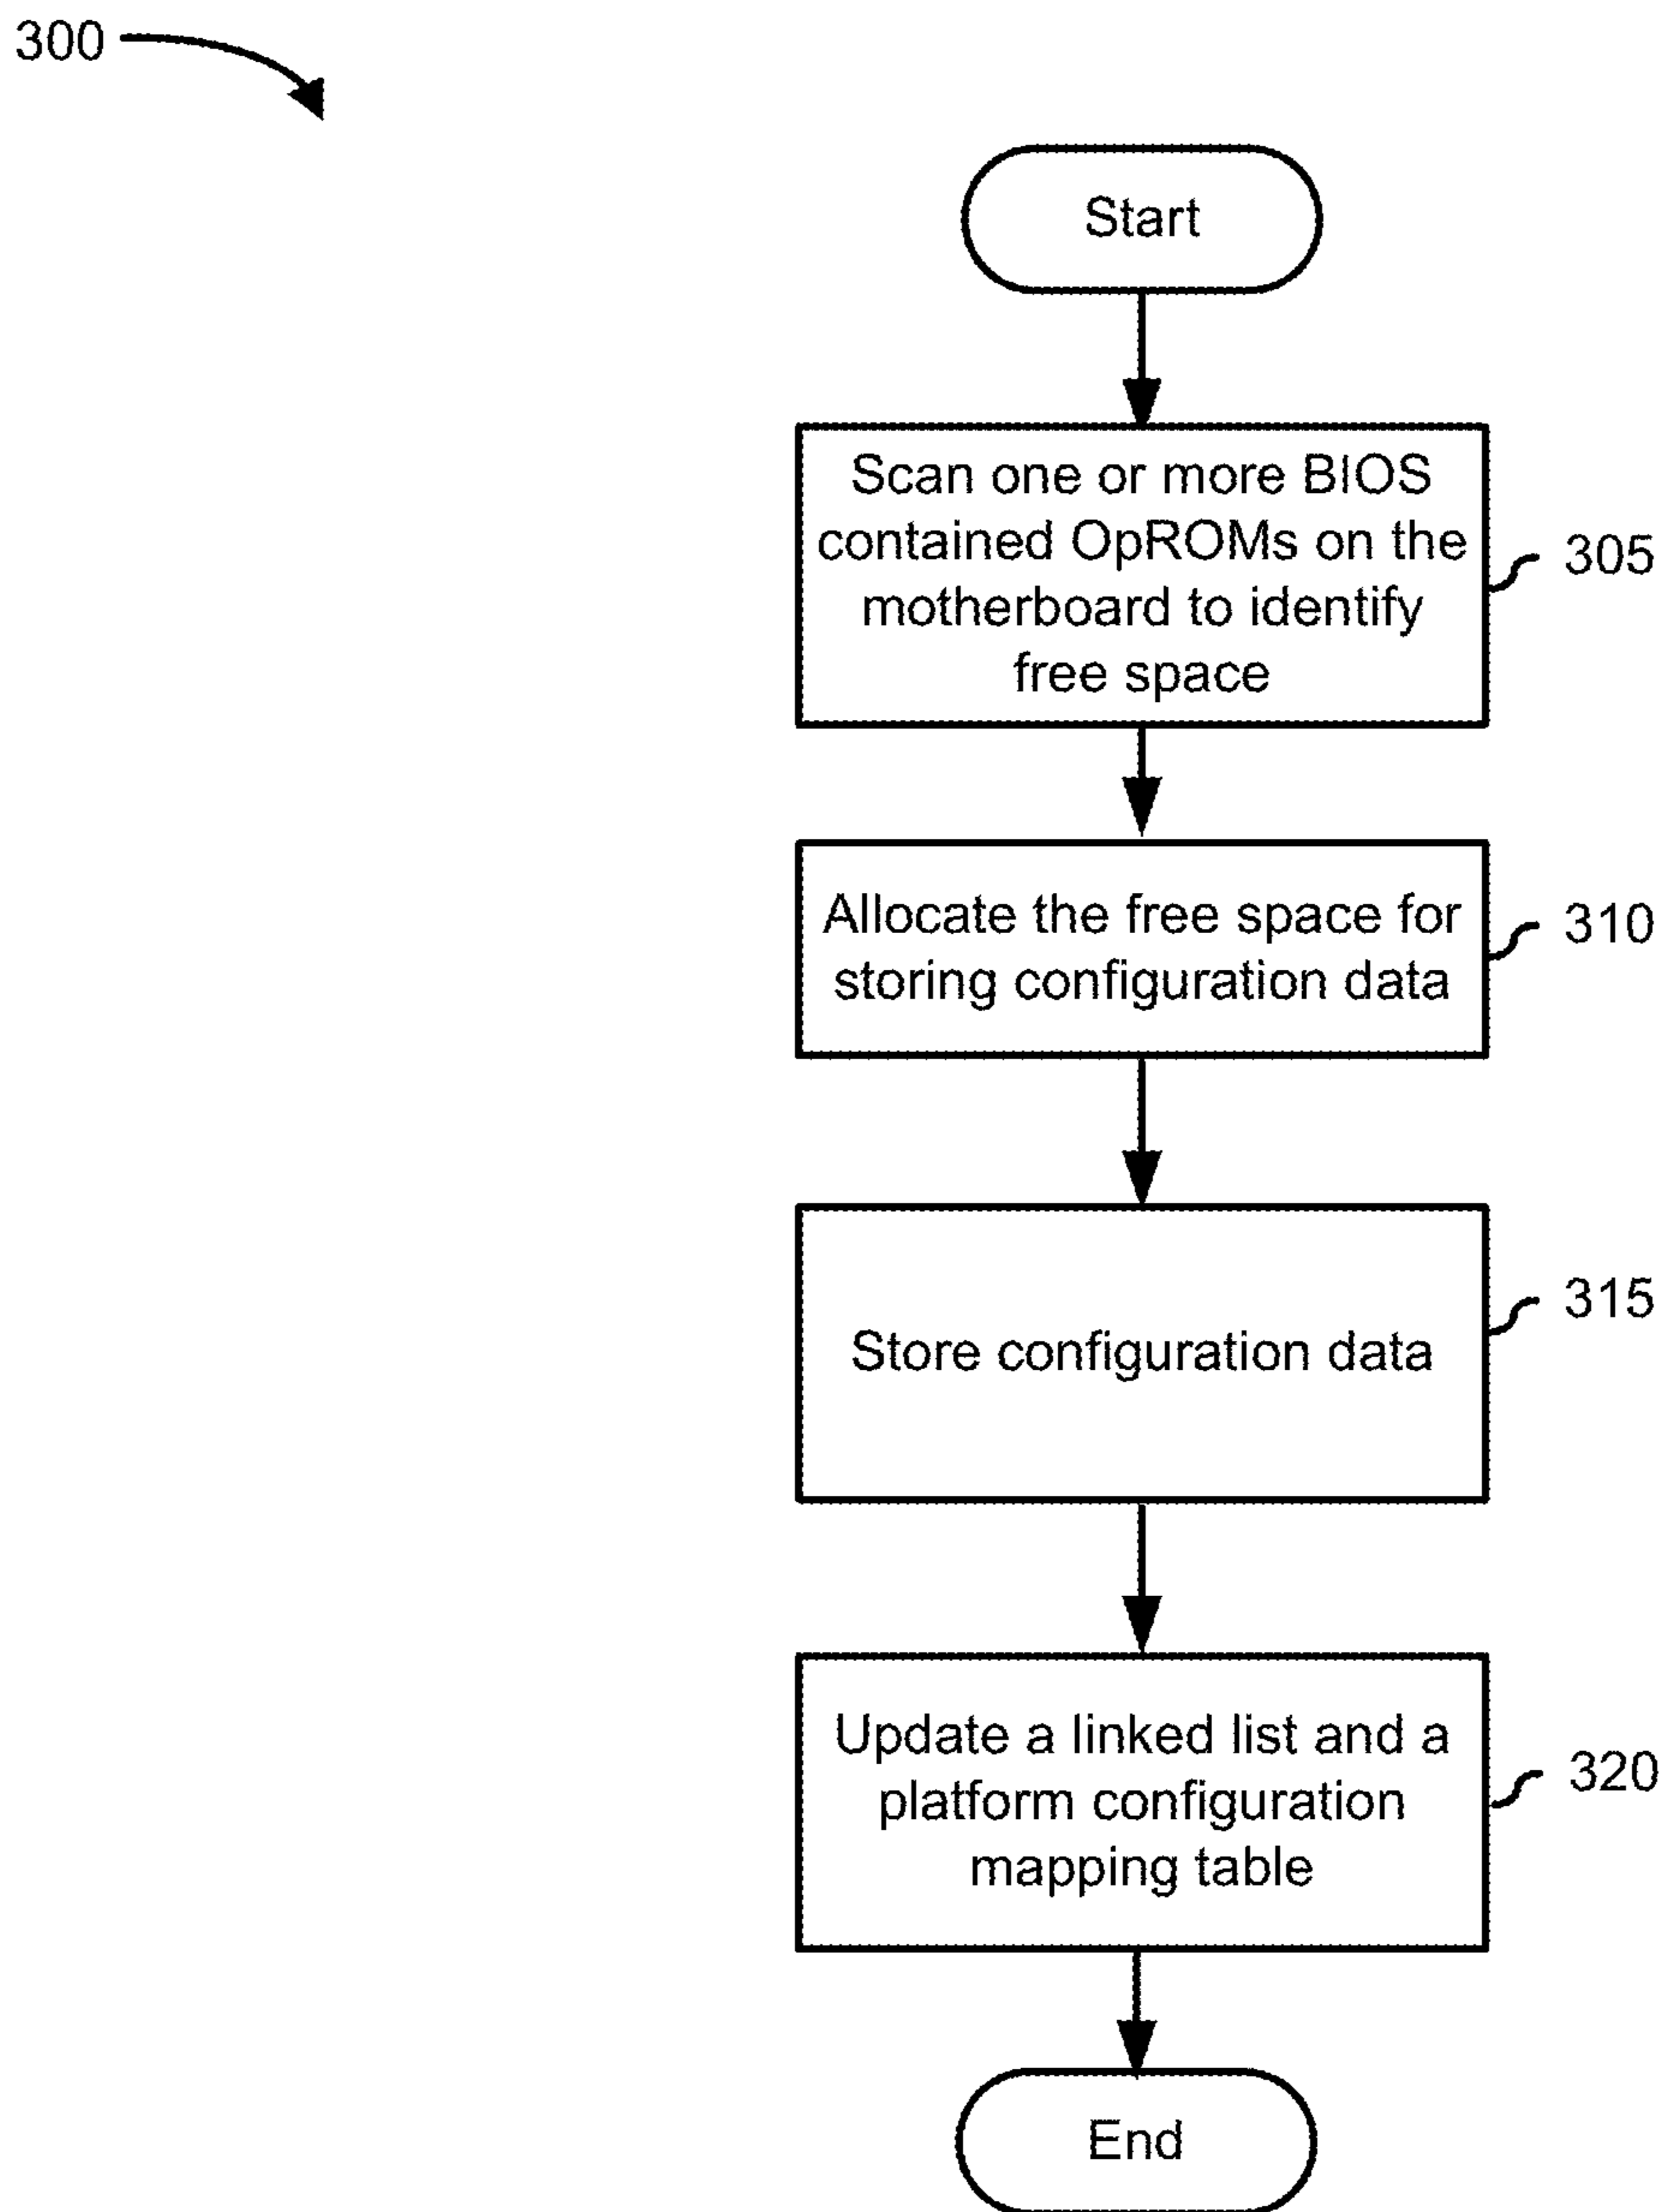 300
Start
Scan one or more BIOS
contained OpROMs on the
motherboard to identify
free space
305
Allocate the free space for
storing configuration data
310
Store configuration data
315
Update a linked list and a
platform configuration
mapping table
320
End